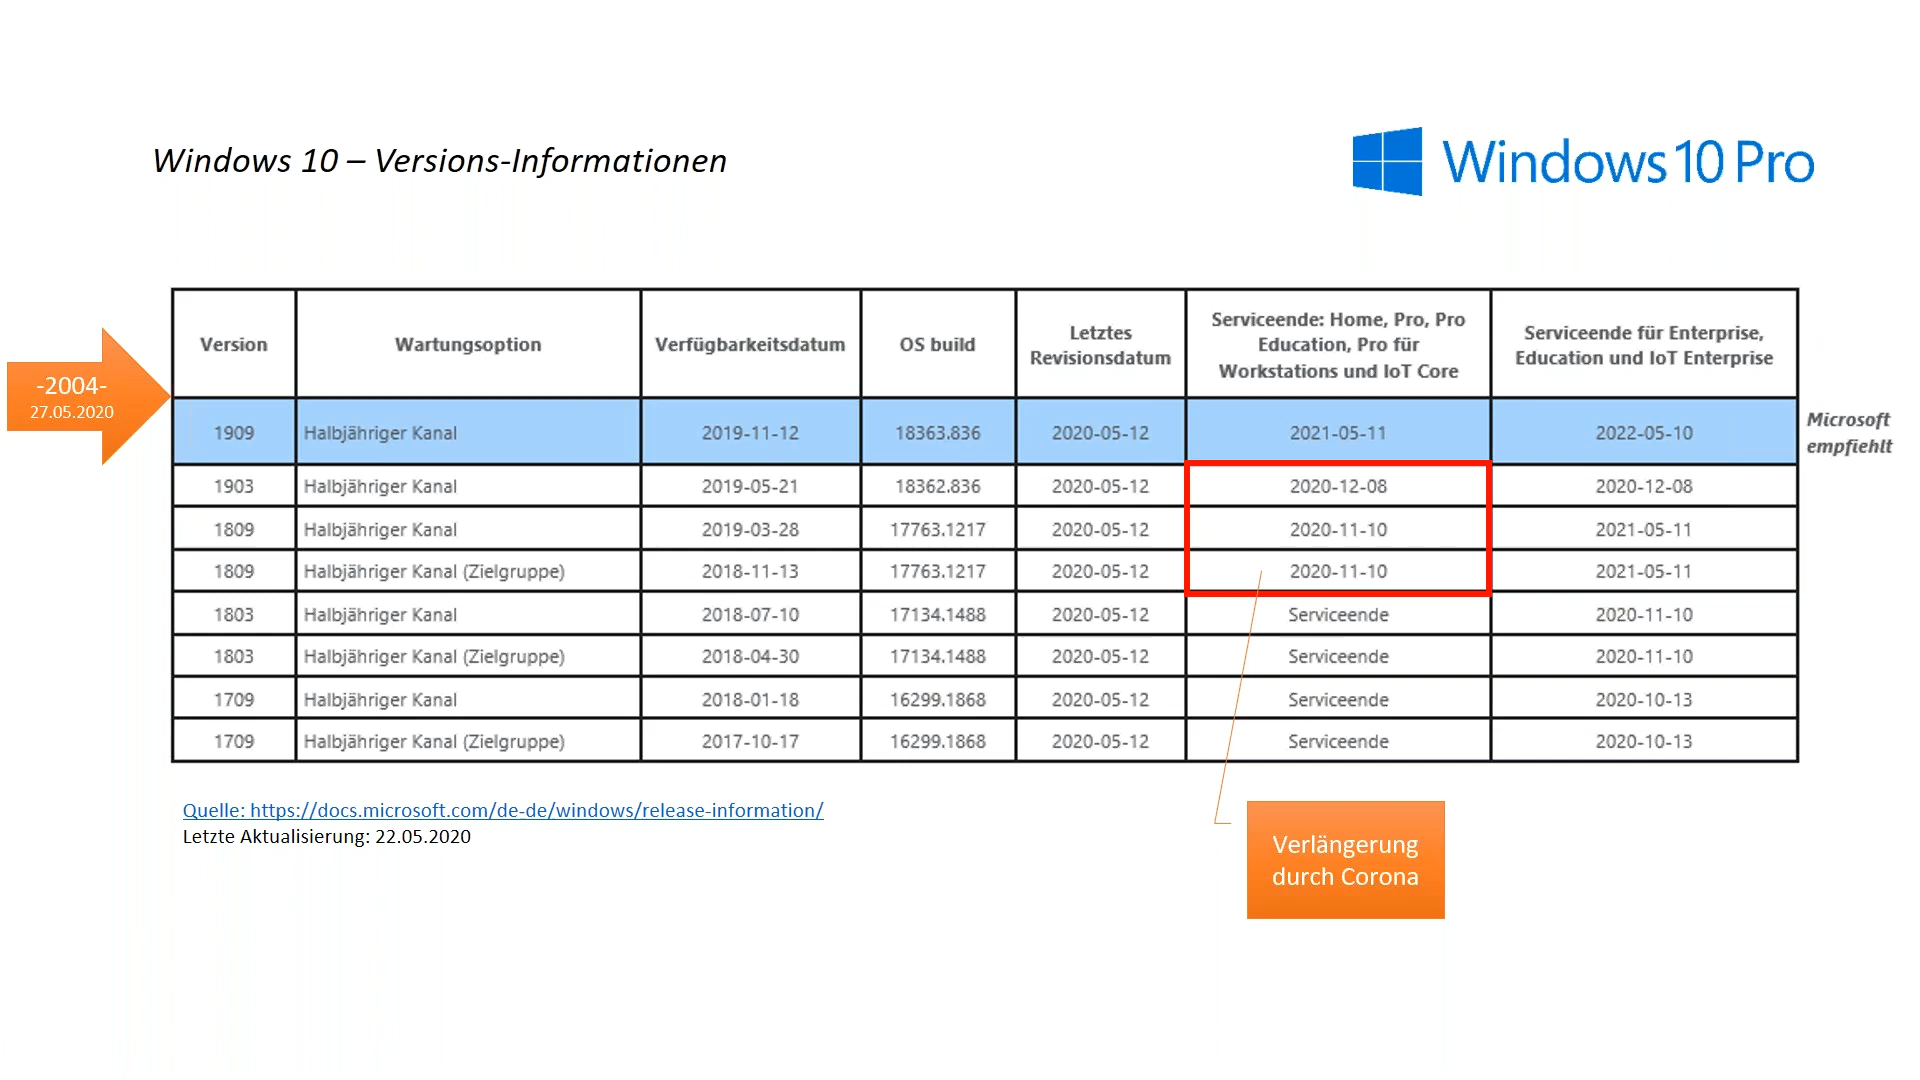 Windows 10 – Versions-Informationen
Windows 10 Pro
-2004-
27.05.2020
Version | Wartungsoption | Verfügbarkeitsdatum | OS build | Letztes Revisionsdatum | Serviceende: Home, Pro, Pro Education, Pro für Workstations und IoT Core | Serviceende für Enterprise, Education und IoT Enterprise
1909 | Halbjähriger Kanal | 2019-11-12 | 18363.836 | 2020-05-12 | 2021-05-11 | 2022-05-10
Microsoft
empfiehlt
1903 | Halbjähriger Kanal | 2019-05-21 | 18362.836 | 2020-05-12 | 2020-12-08 | 2020-12-08
1809 | Halbjähriger Kanal | 2019-03-28 | 17763.1217 | 2020-05-12 | 2020-11-10 | 2021-05-11
1809 | Halbjähriger Kanal (Zielgruppe) | 2018-11-13 | 17763.1217 | 2020-05-12 | 2020-11-10 | 2021-05-11
1803 | Halbjähriger Kanal | 2018-07-10 | 17134.1488 | 2020-05-12 | Serviceende | 2020-11-10
1803 | Halbjähriger Kanal (Zielgruppe) | 2018-04-30 | 17134.1488 | 2020-05-12 | Serviceende | 2020-11-10
1709 | Halbjähriger Kanal | 2018-01-18 | 16299.1868 | 2020-05-12 | Serviceende | 2020-10-13
1709 | Halbjähriger Kanal (Zielgruppe) | 2017-10-17 | 16299.1868 | 2020-05-12 | Serviceende | 2020-10-13
Quelle: https://docs.microsoft.com/de-de/windows/release-information/
Letzte Aktualisierung: 22.05.2020
Verlängerung
durch Corona